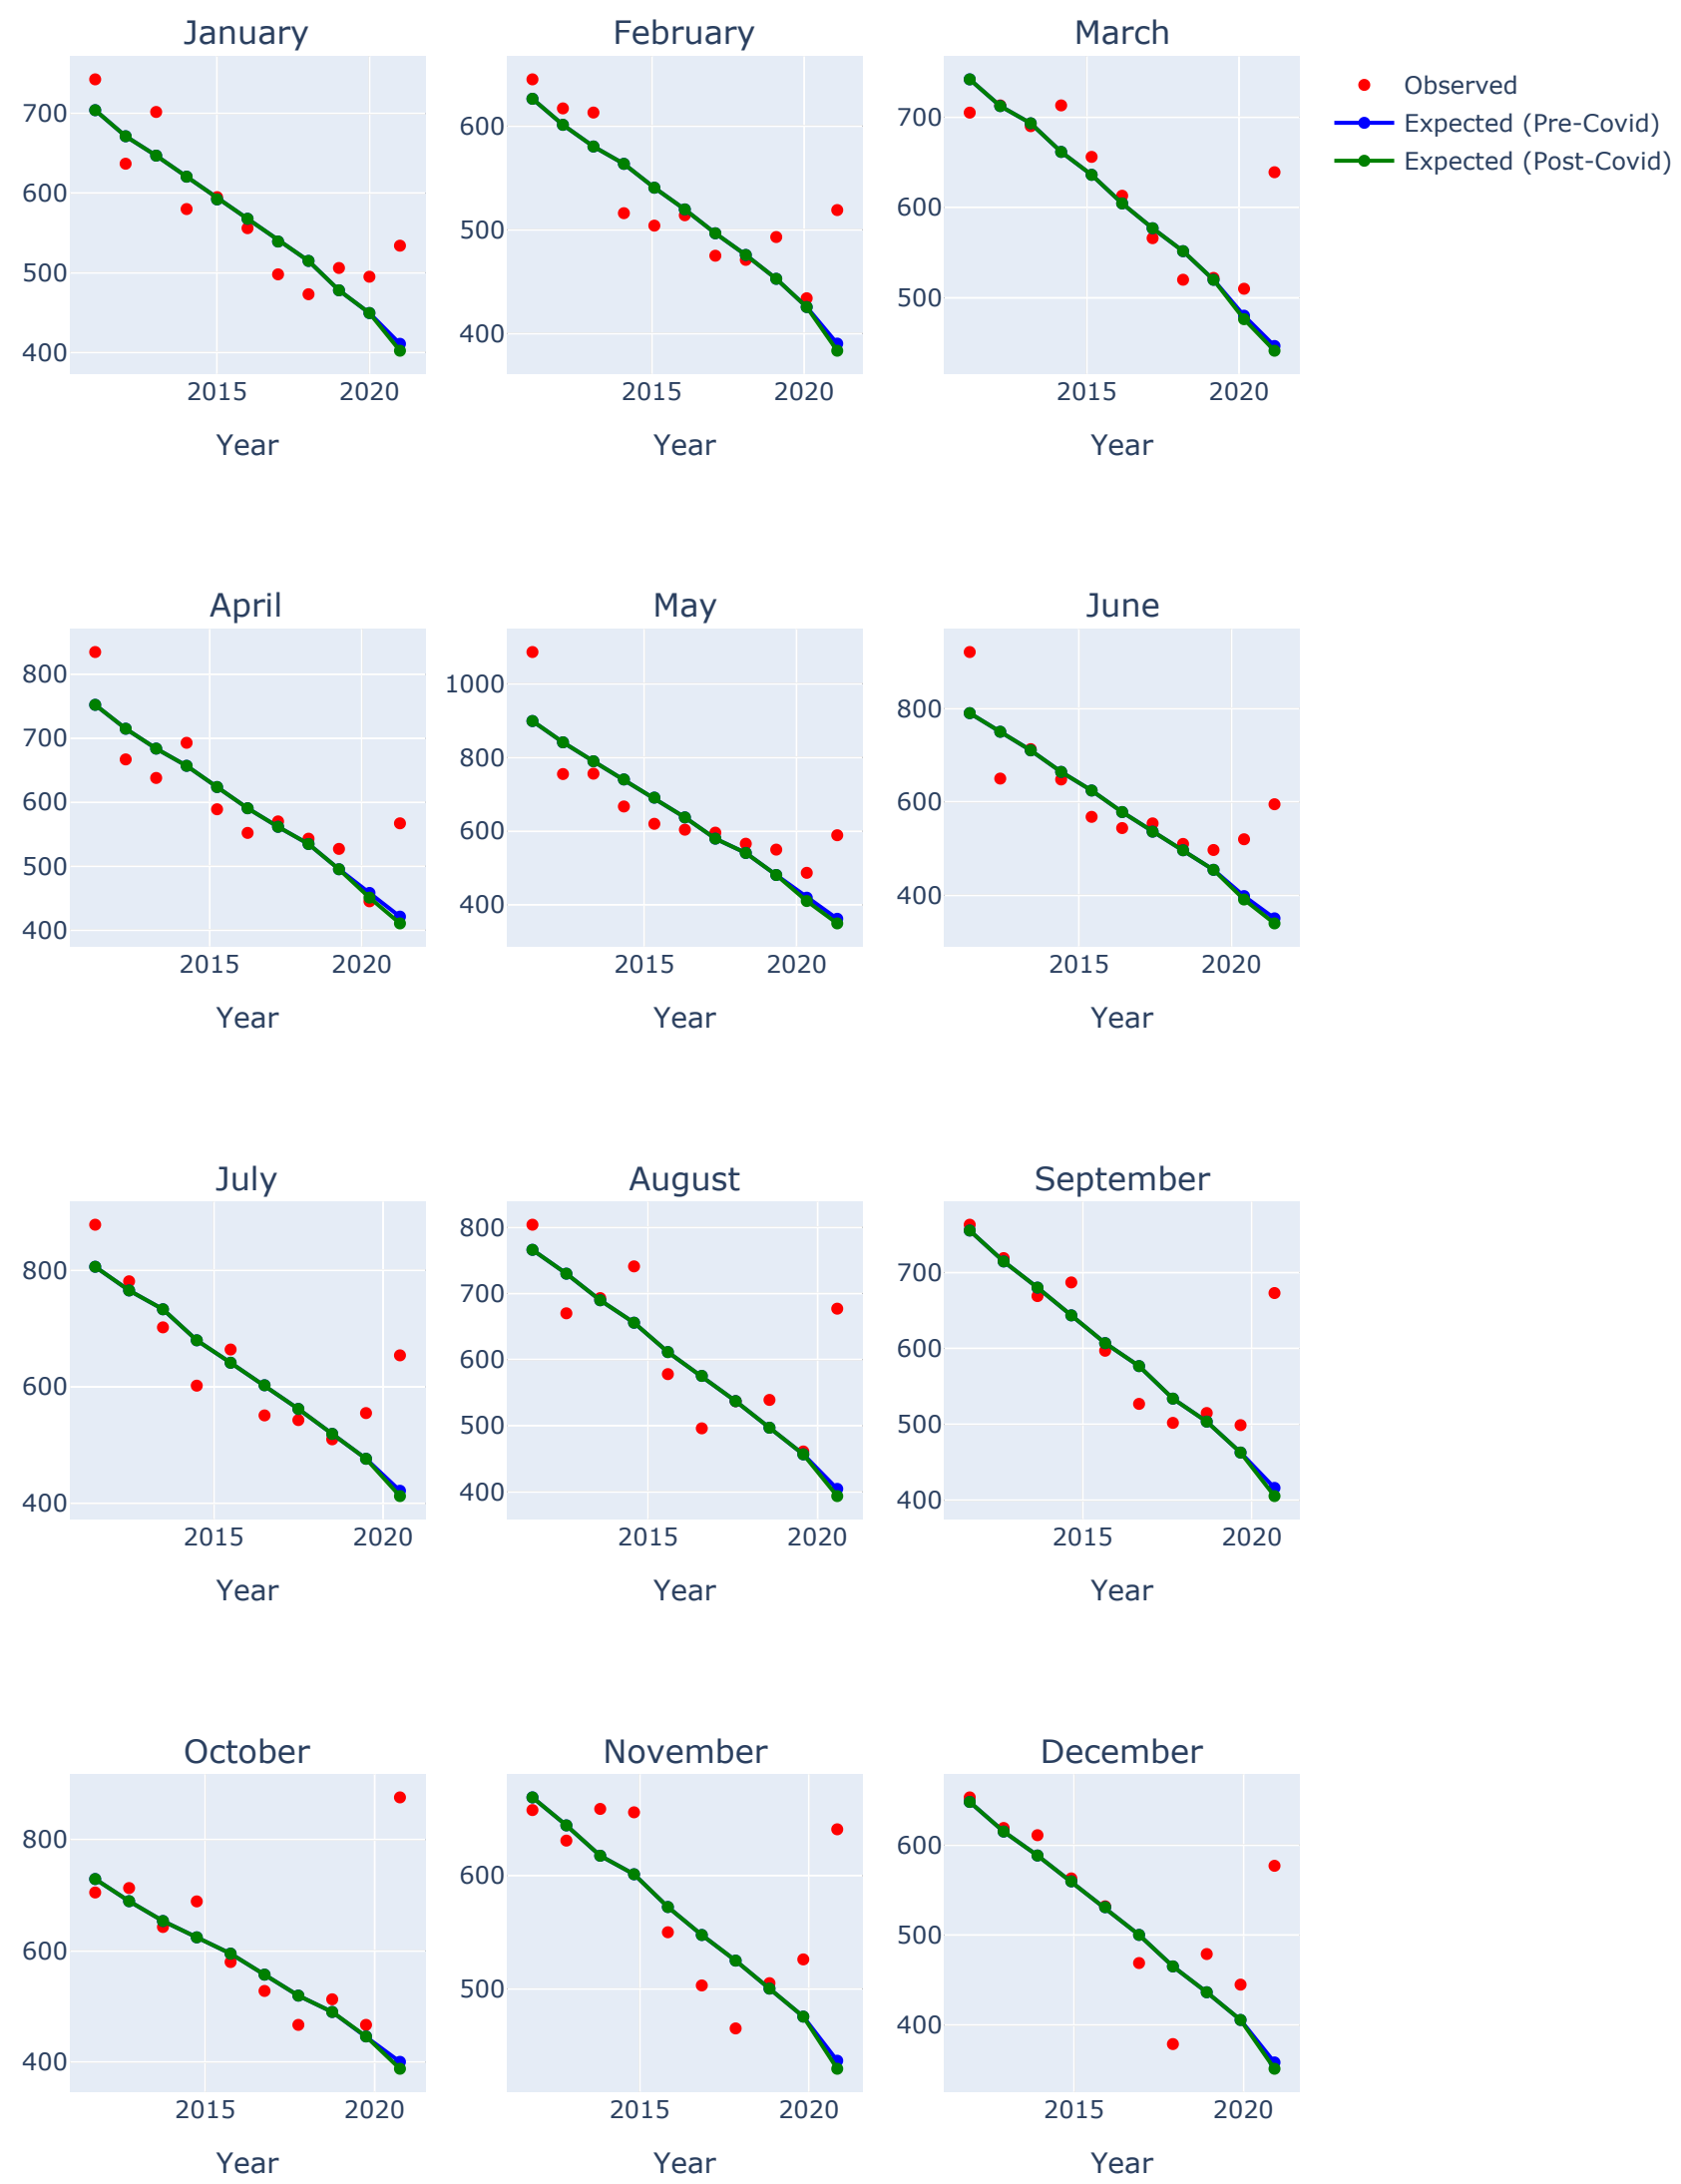 January
February
March
Observed
Expected (Pre-Covid)
Expected (Post-Covid)
700
600
500
400
2015
2020
Year
600
500
400
2015
2020
Year
700
600
500
2015
2020
Year
April
May
June
800
700
600
500
400
2015
2020
Year
1000
800
600
400
2015
2020
Year
800
600
400
2015
2020
Year
July
August
September
800
600
400
2015
2020
Year
800
700
600
500
400
2015
2020
Year
700
600
500
400
2015
2020
Year
October
November
December
800
600
400
2015
2020
Year
600
500
2015
2020
Year
600
500
400
2015
2020
Year